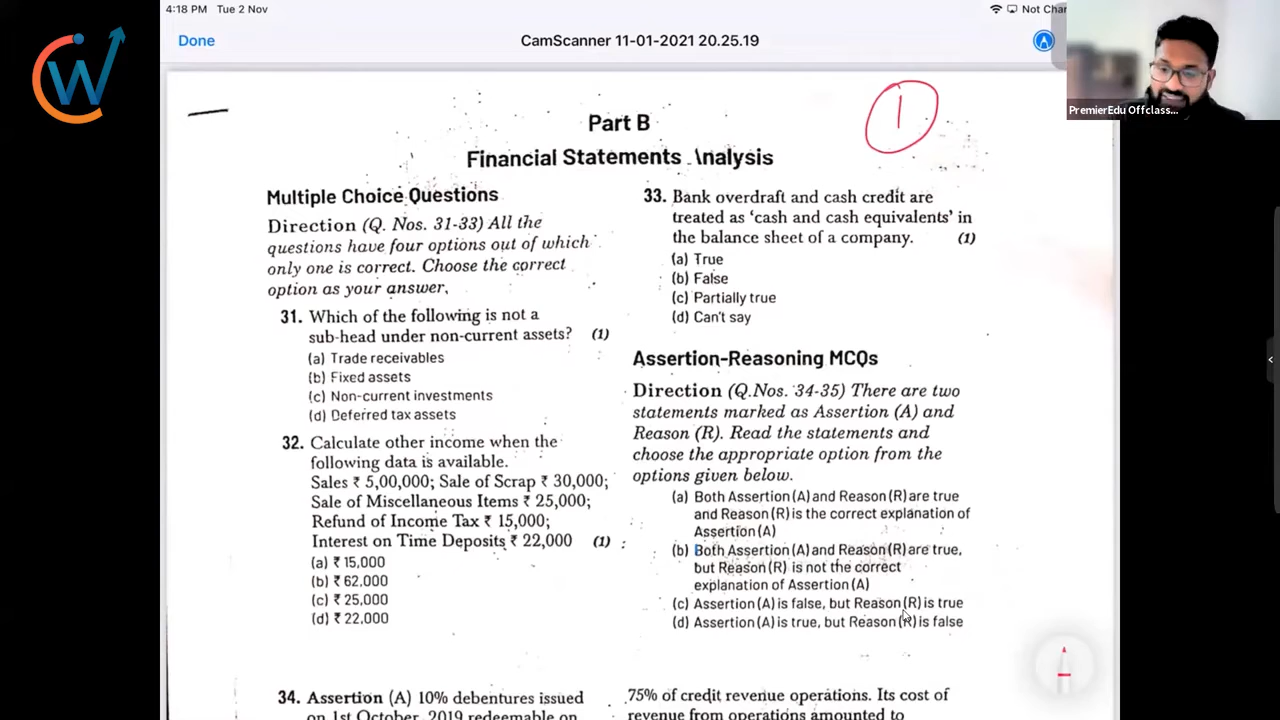 4:18 PM Tue 2 Nov
Not Char
Done
CamScanner 11-01-2021 20.25.19
W
PremierEdu Offclass...
1
Part B
Financial Statements Analysis
Multiple Choice Questions
Direction (Q. Nos. 31-33) All the
questions have four options out of which
only one is correct. Choose the correct
option as your answer.
31. Which of the following is not a
sub-head under non-current assets? (1)
(a) Trade receivables
(b) Fixed assets
(c) Non-current investments
(d) Deferred tax assets
32. Calculate other income when the
following data is available.
Sales ₹ 5,00,000; Sale of Scrap ₹ 30,000;
Sale of Miscellaneous Items ₹ 25,000;
Refund of Income Tax ₹ 15,000;
Interest on Time Deposits ₹ 22,000 (1)
(a) ₹ 15,000
(b) ₹ 62,000
(c) ₹ 25,000
(d) ₹ 22,000
33. Bank overdraft and cash credit are
treated as ‘cash and cash equivalents’ in
the balance sheet of a company. (1)
(a) True
(b) False
(c) Partially true
(d) Can't say
Assertion-Reasoning MCQs
Direction (Q.Nos. 34-35) There are two
statements marked as Assertion (A) and
Reason (R). Read the statements and
choose the appropriate option from the
options given below.
(a) Both Assertion (A) and Reason (R) are true
and Reason (R) is the correct explanation of
Assertion (A)
(b) Both Assertion (A) and Reason (R) are true,
but Reason (R) is not the correct
explanation of Assertion (A)
(c) Assertion (A) is false, but Reason (R) is true
(d) Assertion (A) is true, but Reason (R) is false
34. Assertion (A) 10% debentures issued
on 1st October, 2019 redeemable on
75% of credit revenue operations. Its cost of
revenue from operations amounted to